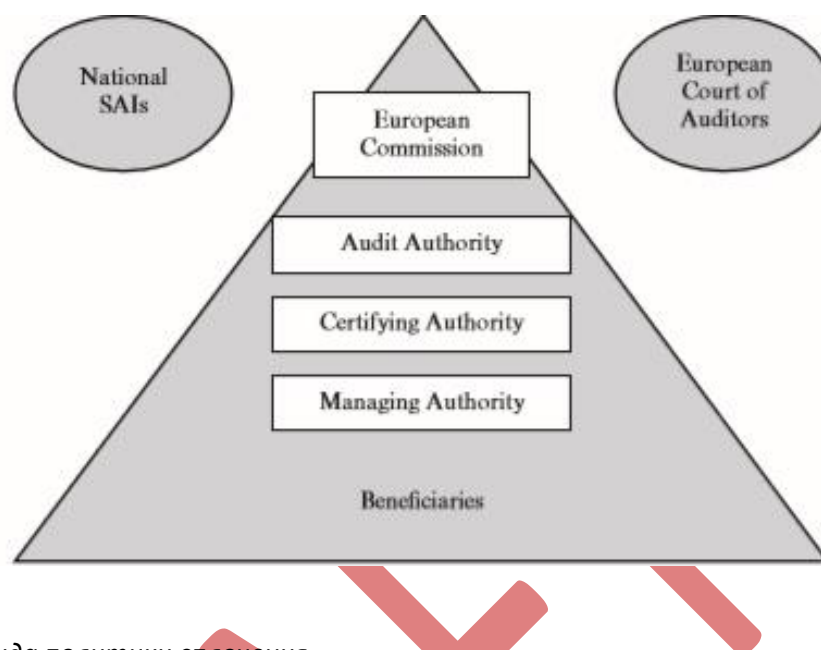 National
SAIs
European
Court of
Auditors
European
Commission
Audit Authority
Certifying Authority
Managing Authority
Beneficiaries